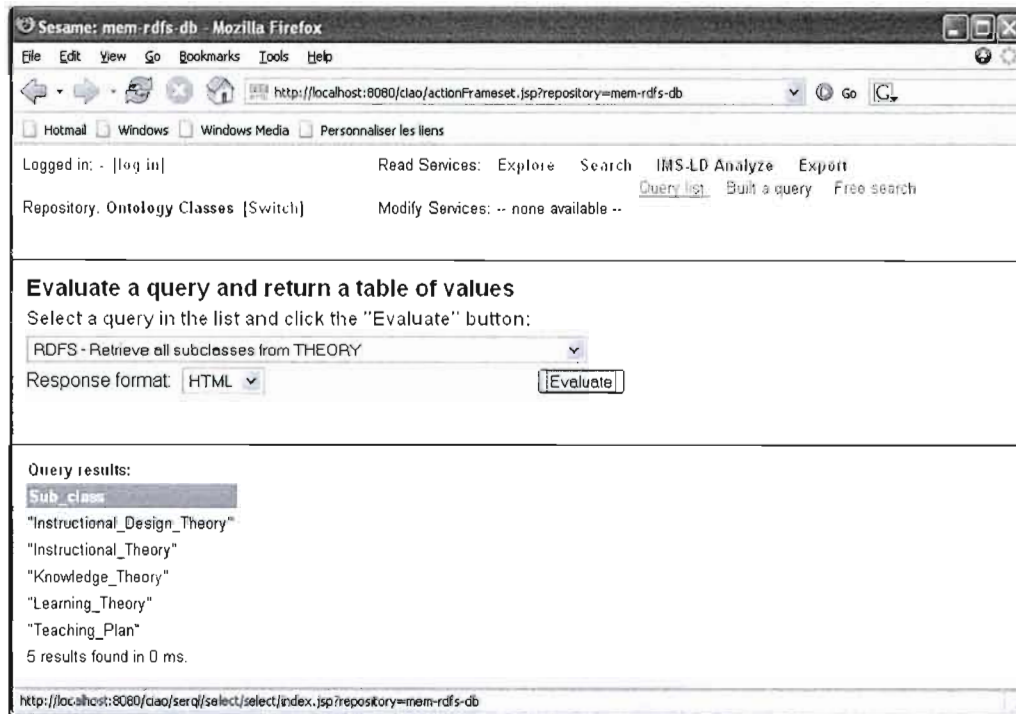 Sesame: mem-rdfs-db - Mozilla Firefox
File Edit View Go Bookmarks Tools Help
http://localhost:8080/ciao/actionFrameset.jsp?repository=mem-rdfs-db Go
Hotmail Windows Windows Media Personnaliser les liens
Logged in: - [log in] Read Services: Explore Search IMS-LD Analyze Export
Query list Built a query Free search
Repository. Ontology Classes [Switch] Modify Services: -- none available --
Evaluate a query and return a table of values
Select a query in the list and click the "Evaluate" button:
RDFS - Retrieve all subclasses from THEORY
Response format: HTML Evaluate
Query results:
Sub_class
"Instructional_Design_Theory"
"Instructional_Theory"
"Knowledge_Theory"
"Learning_Theory"
"Teaching_Plan"
5 results found in 0 ms.
http://localhost:8080/ciao/serql/select/select/index.jsp?repository=mem-rdfs-db